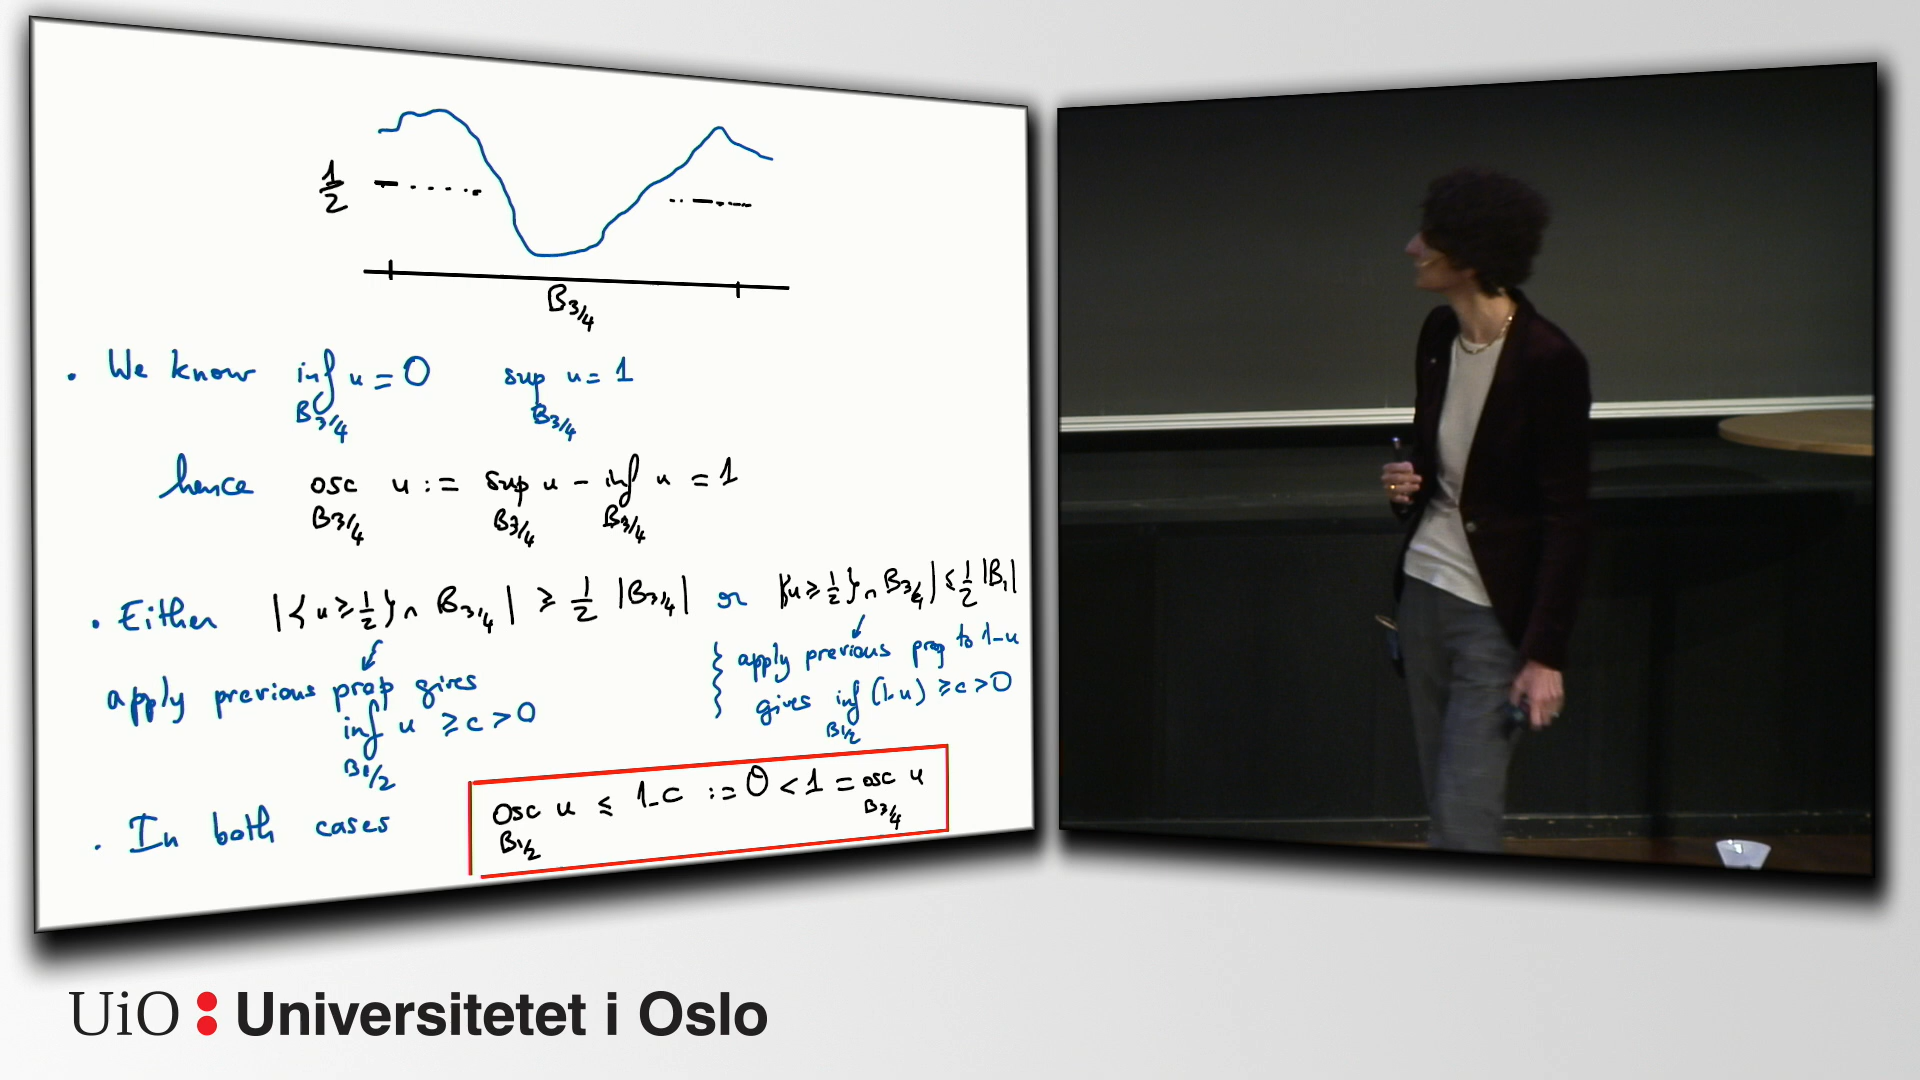 1/2
B3/4
· We know inf u = 0 sup u = 1
B3/4 B3/4
hence osc u := sup u - inf u = 1
B3/4 B3/4 B3/4
· Either |{u ≥ 1/2} ∩ B3/4| ≥ 1/2 |B3/4| or |{u ≥ 1/2} ∩ B3/4| ≤ 1/2 |B1|
apply previous prop gives
inf u ≥ c > 0
B1/2
apply previous prop to 1-u
gives inf (1-u) ≥ c > 0
B1/2
· In both cases
osc u ≤ 1-c := θ < 1 = osc u
B1/2 B3/4
UiO : Universitetet i Oslo